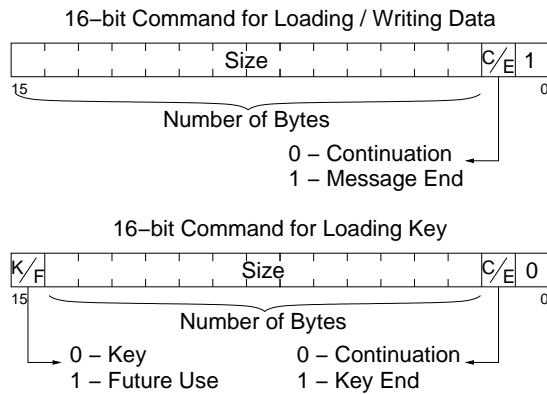 16–bit Command for Loading / Writing Data
Size C/E 1
15 0
Number of Bytes
0 – Continuation
1 – Message End
16–bit Command for Loading Key
K/F Size C/E 0
15 0
Number of Bytes
0 – Key 0 – Continuation
1 – Future Use 1 – Key End